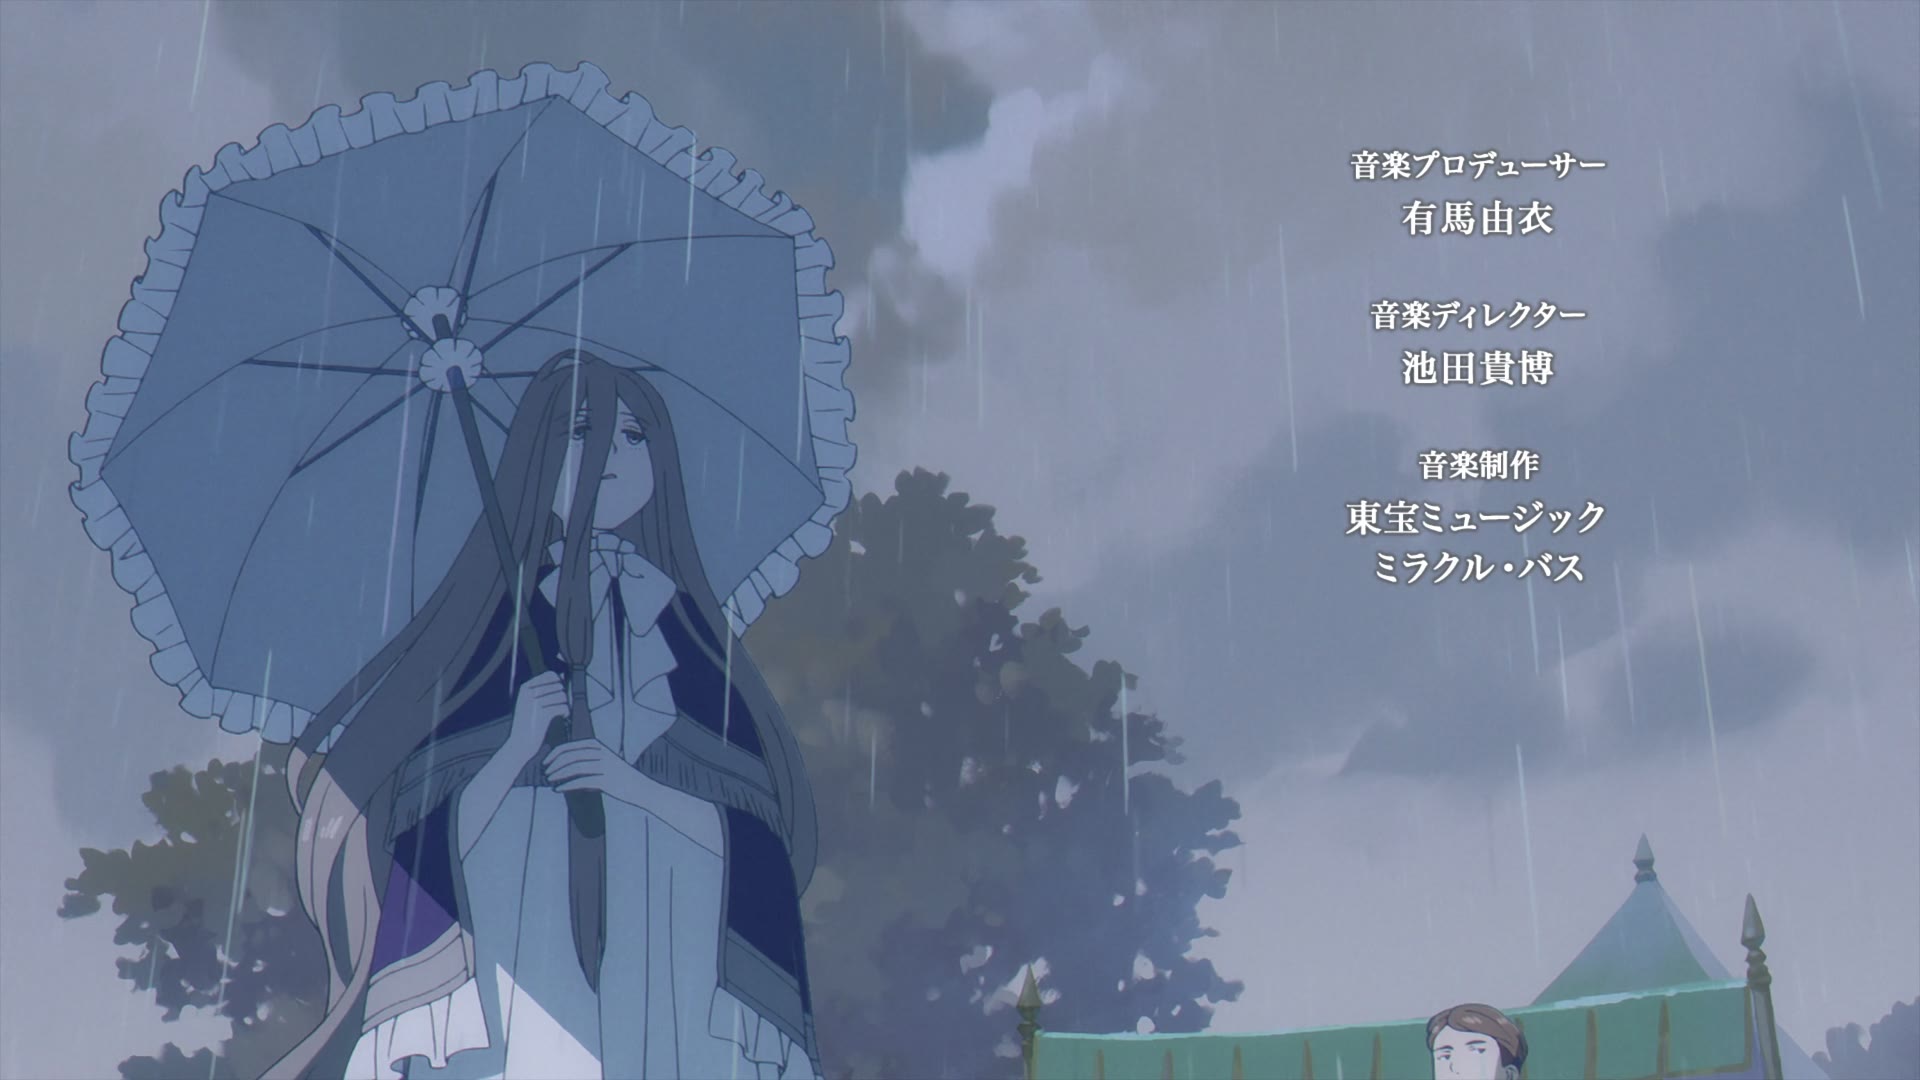 音楽プロデューサー
有馬由衣
音楽ディレクター
池田貴博
音楽制作
東宝ミュージック
ミラクル・バス